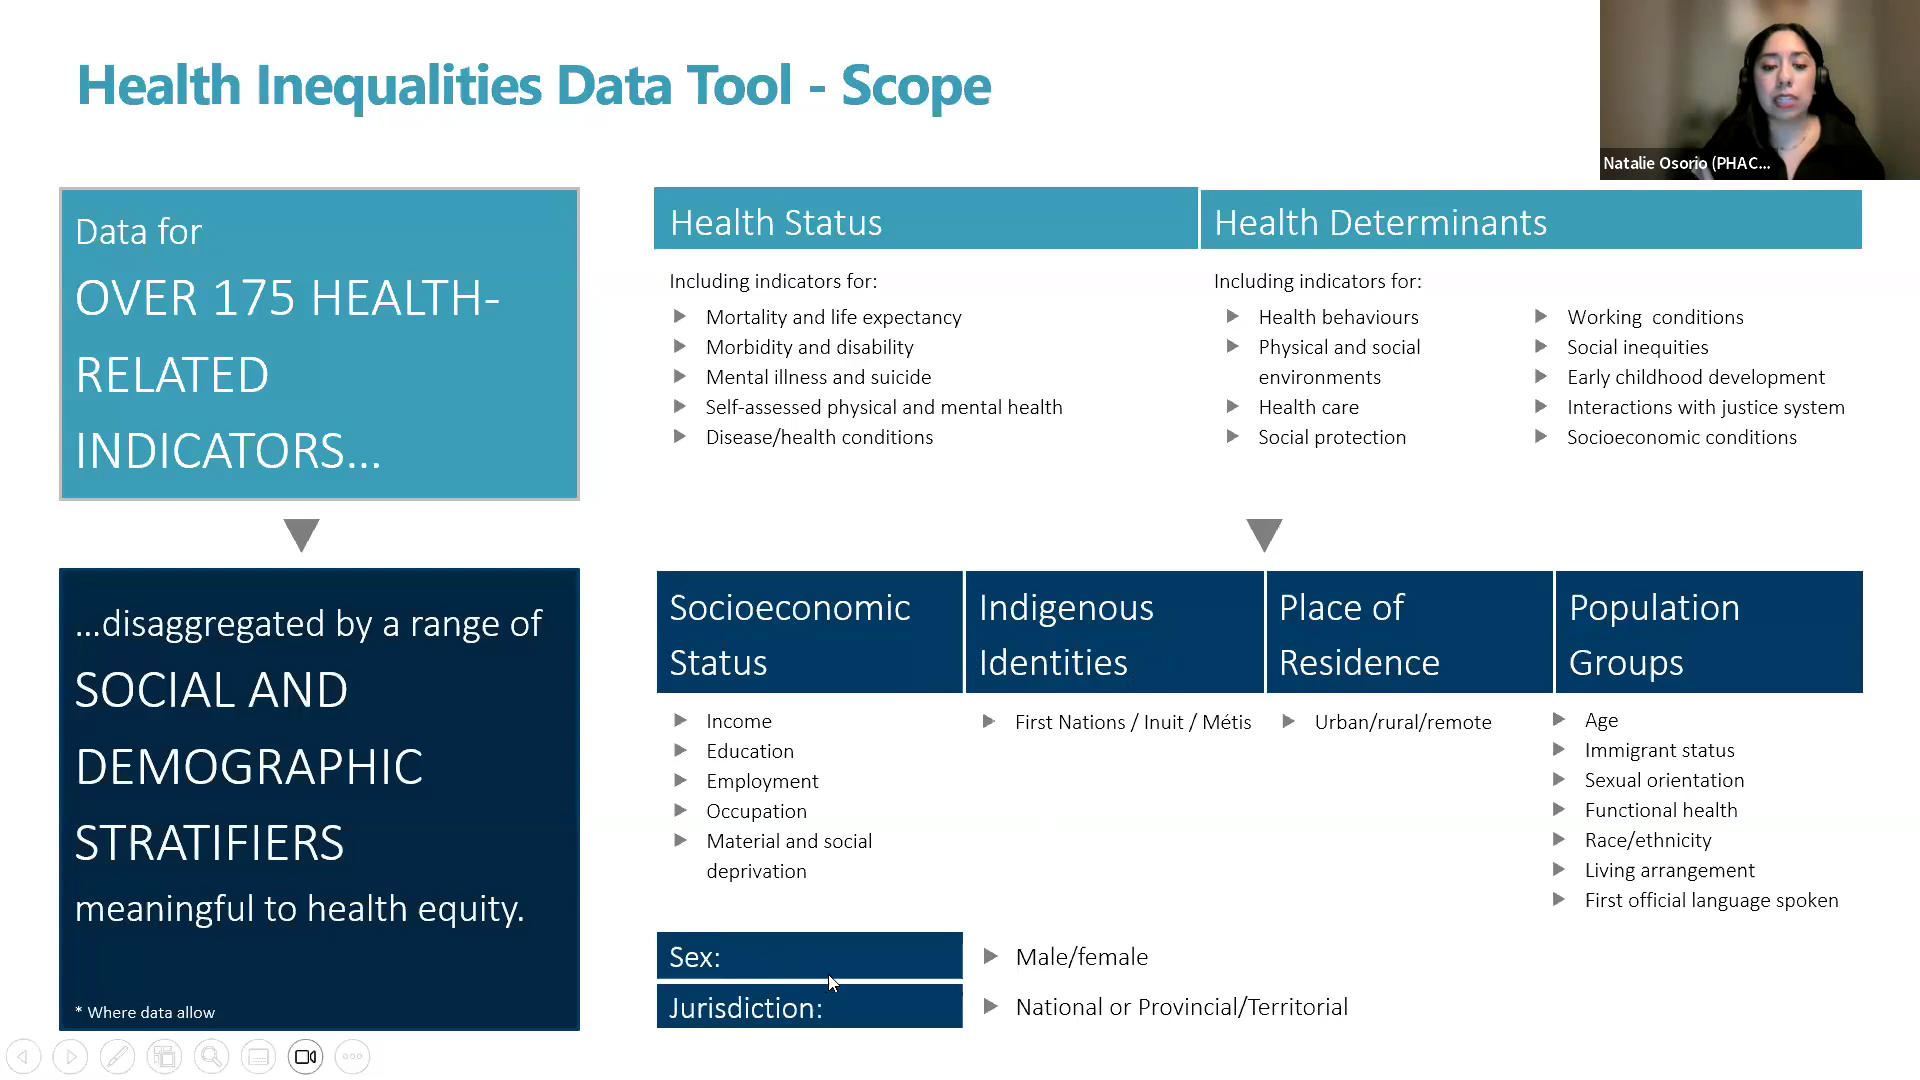 Health Inequalities Data Tool - Scope
Natalie Osorio (PHAC...
Data for
OVER 175 HEALTH-
RELATED
INDICATORS...
...disaggregated by a range of
SOCIAL AND
DEMOGRAPHIC
STRATIFIERS
meaningful to health equity.
* Where data allow
Health Status
Including indicators for:
Mortality and life expectancy
Morbidity and disability
Mental illness and suicide
Self-assessed physical and mental health
Disease/health conditions
Health Determinants
Including indicators for:
Health behaviours
Physical and social
environments
Health care
Social protection
Working conditions
Social inequities
Early childhood development
Interactions with justice system
Socioeconomic conditions
Socioeconomic
Status
Income
Education
Employment
Occupation
Material and social
deprivation
Indigenous
Identities
First Nations / Inuit / Métis
Place of
Residence
Urban/rural/remote
Population
Groups
Age
Immigrant status
Sexual orientation
Functional health
Race/ethnicity
Living arrangement
First official language spoken
Sex:
Male/female
Jurisdiction:
National or Provincial/Territorial